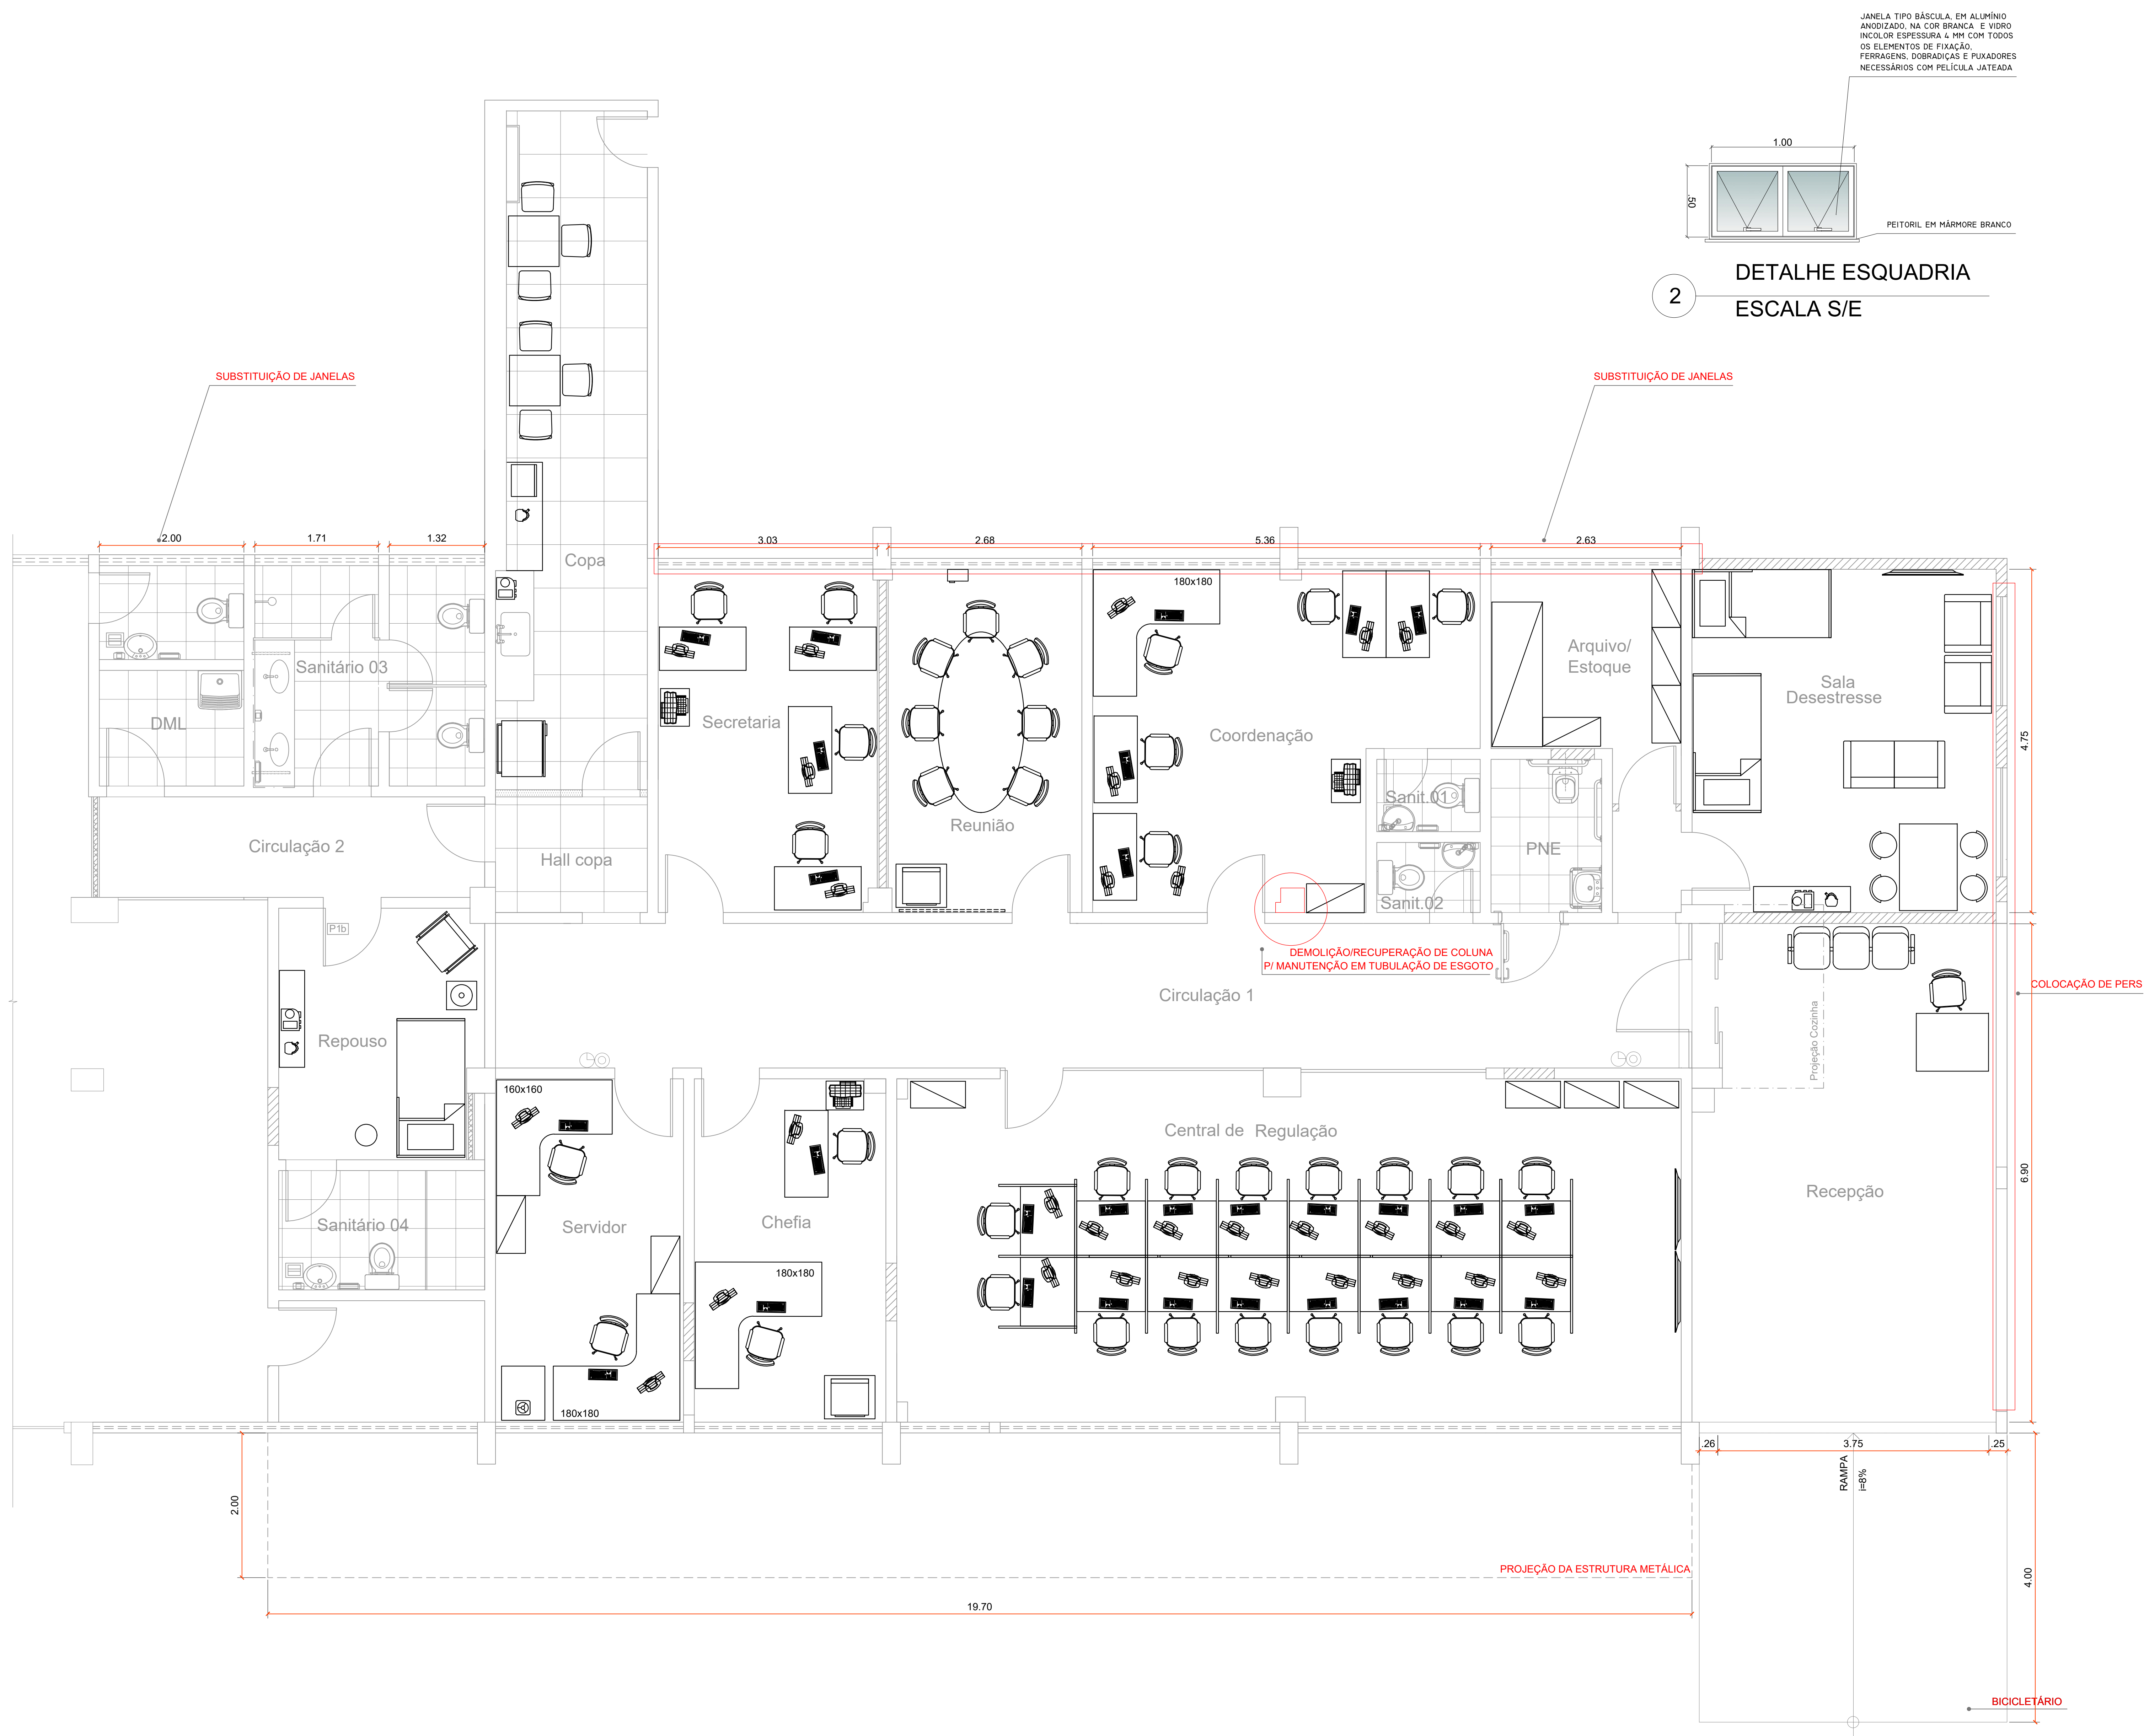 JANELA TIPO BÁSCULA, EM ALUMÍNIO
ANODIZADO, NA COR BRANCA E VIDRO
INCOLOR ESPESSURA 4 MM COM TODOS
OS ELEMENTOS DE FIXAÇÃO,
FERRAGENS, DOBRADIÇAS E PUXADORES
NECESSÁRIOS COM PELÍCULA JATEADA
1.00
.50
PEITORIL EM MÁRMORE BRANCO
2
DETALHE ESQUADRIA
ESCALA S/E
SUBSTITUIÇÃO DE JANELAS
SUBSTITUIÇÃO DE JANELAS
2.00
1.71
1.32
3.03
2.68
5.36
2.63
Copa
180x180
Arquivo/
Estoque
Sanitário 03
Sala
Desestresse
DML
Secretaria
Coordenação
4.75
Sanit.01
Reunião
Circulação 2
Hall copa
PNE
Sanit.02
P1b
DEMOLIÇÃO/RECUPERAÇÃO DE COLUNA
P/ MANUTENÇÃO EM TUBULAÇÃO DE ESGOTO
COLOCAÇÃO DE PERS
Circulação 1
Projeção Cozinha
Repouso
160x160
Central de Regulação
6.90
Recepção
Sanitário 04
Servidor
Chefia
180x180
180x180
.26
3.75
.25
RAMPA
i=8%
2.00
PROJEÇÃO DA ESTRUTURA METÁLICA
4.00
19.70
BICICLETÁRIO